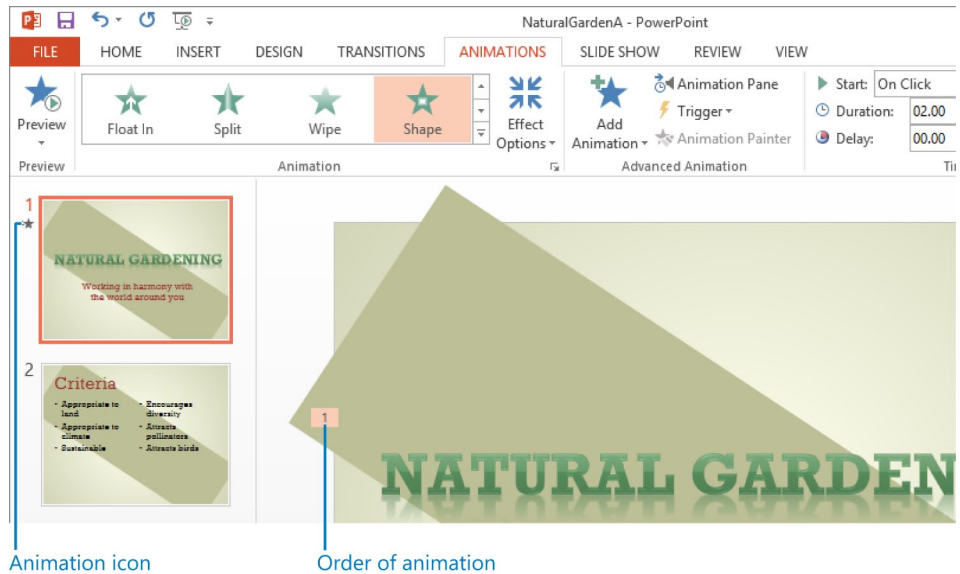 NaturalGardenA - PowerPoint
FILE HOME INSERT DESIGN TRANSITIONS ANIMATIONS SLIDE SHOW REVIEW VIEW
Preview
Float In Split Wipe Shape
Effect
Options
Add
Animation
Animation Pane
Trigger
Animation Painter
Start: On Click
Duration: 02.00
Delay: 00.00
Preview Animation Advanced Animation
1
NATURAL GARDENING
Working in harmony with
the world around you
2
Criteria
- Appropriate to
land
- Appropriate to
climate
- Sustainable
- Encourages
diversity
- Attracts
pollinators
- Attracts birds
1
NATURAL GARDEN
Animation icon
Order of animation